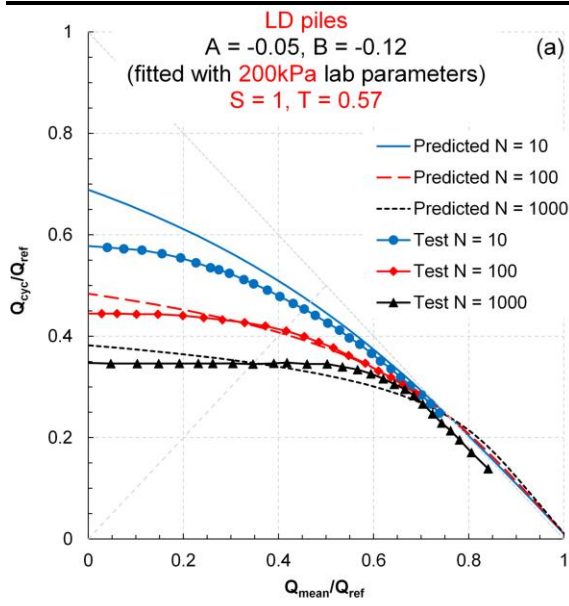 LD piles
A = -0.05, B = -0.12
(fitted with 200kPa lab parameters)
S = 1, T = 0.57
(a)
Predicted N = 10
Predicted N = 100
Predicted N = 1000
Test N = 10
Test N = 100
Test N = 1000
Qcyc/Qref
1
0.8
0.6
0.4
0.2
0
0 0.2 0.4 0.6 0.8 1
Qmean/Qref